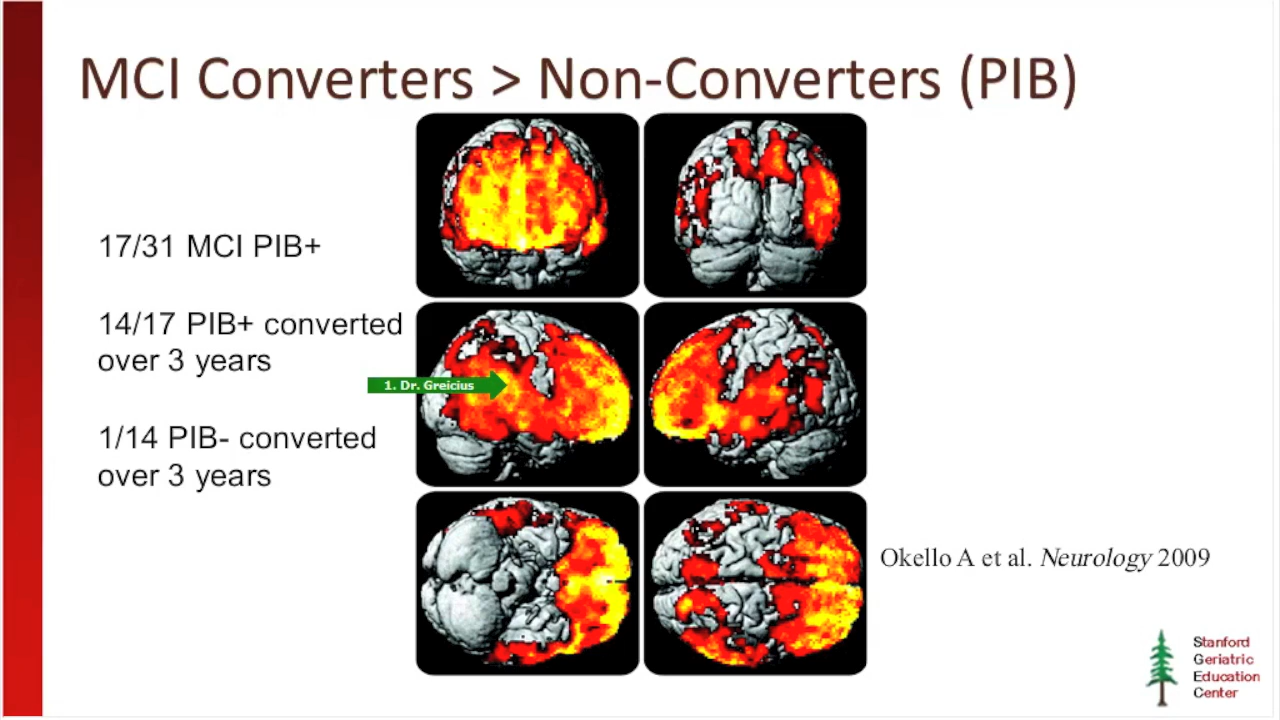 MCI Converters > Non-Converters (PIB)
17/31 MCI PIB+
14/17 PIB+ converted
over 3 years
1. Dr. Greicius
1/14 PIB- converted
over 3 years
Okello A et al. Neurology 2009
Stanford
Geriatric
Education
Center